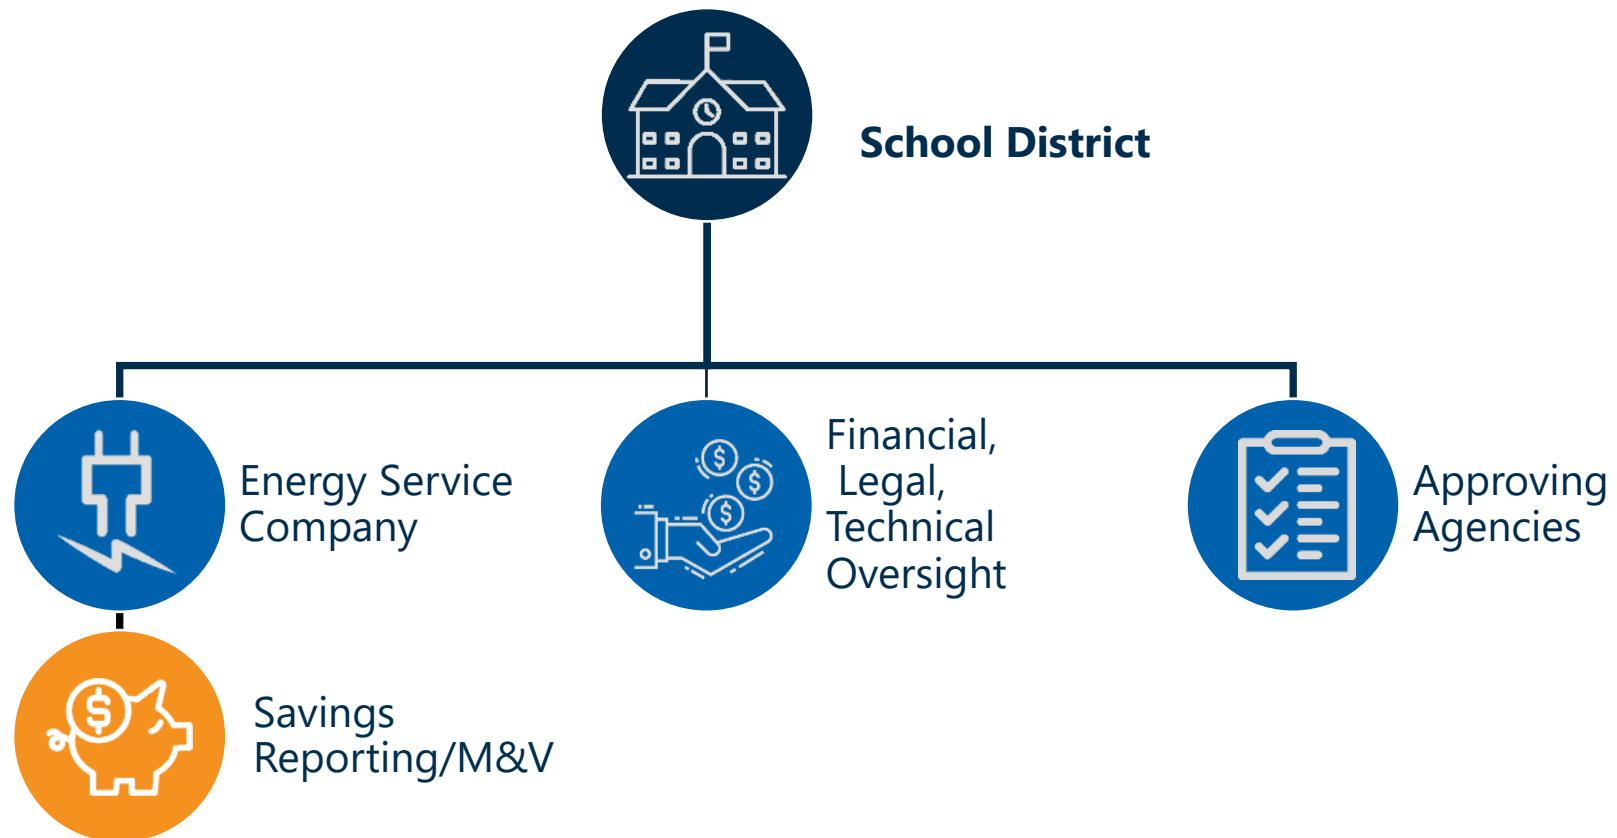 School District
Energy Service
Company
Financial,
Legal,
Technical
Oversight
Approving
Agencies
Savings
Reporting/M&V